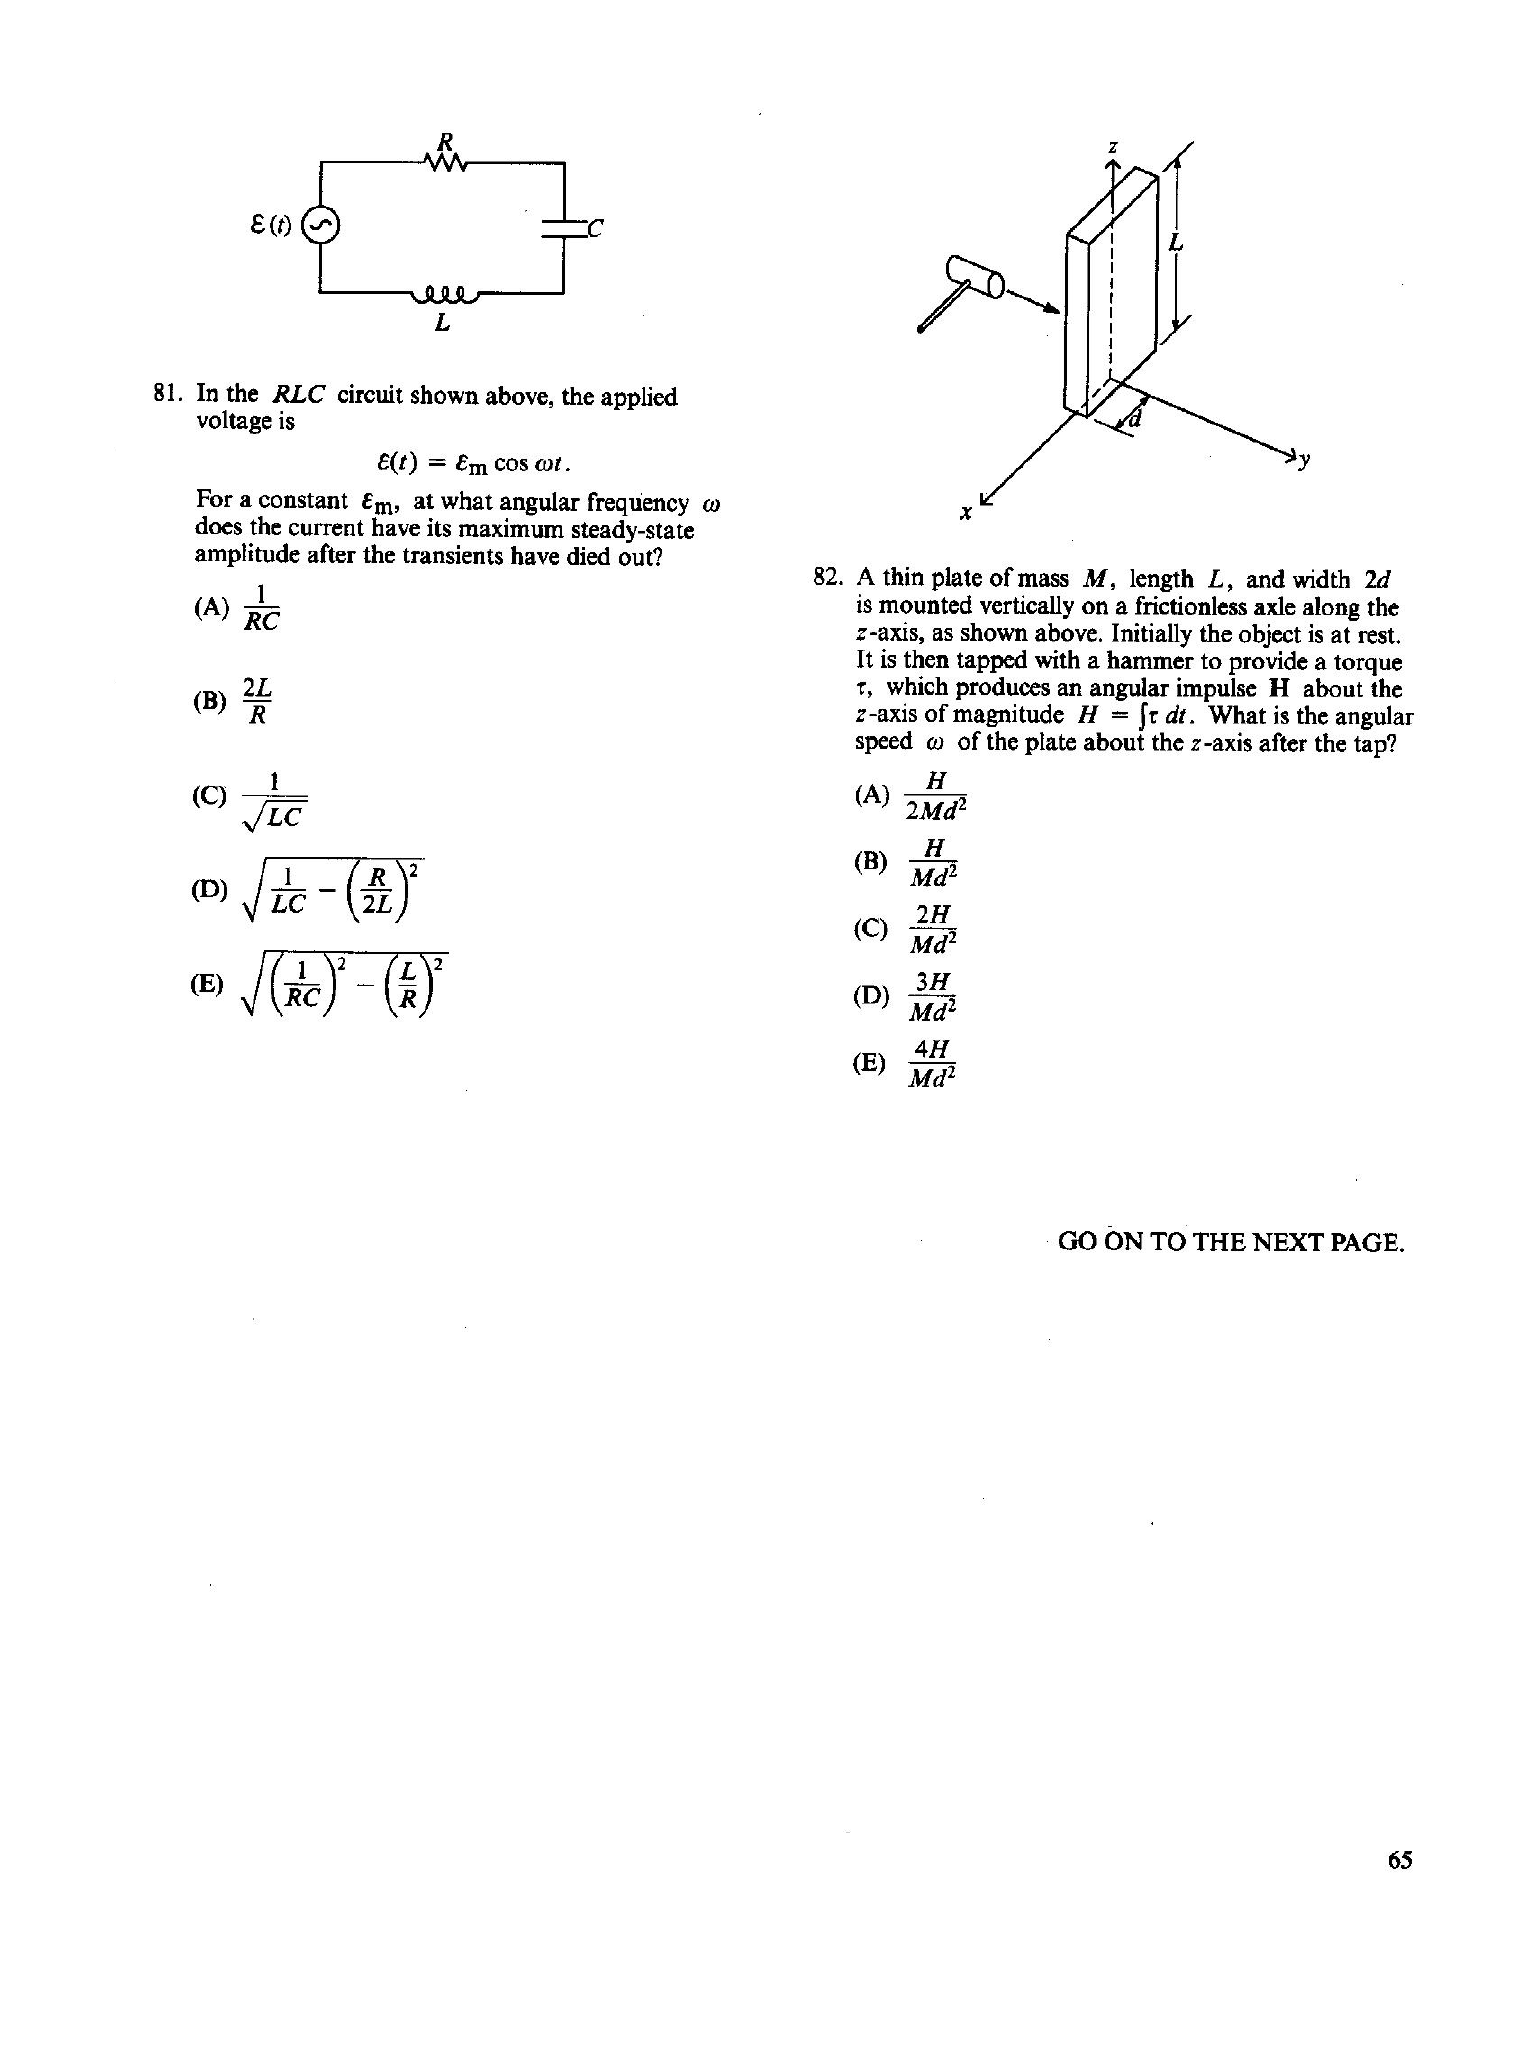 R
ε(t)
C
L
81. In the RLC circuit shown above, the applied
voltage is
ε(t) = εm cos ωt.
For a constant εm, at what angular frequency ω
does the current have its maximum steady-state
amplitude after the transients have died out?
(A) 1/RC
(B) 2L/R
(C) 1/√LC
(D) √(1/LC − (R/2L)²)
(E) √((1/RC)² − (L/R)²)
z
L
d
y
x
82. A thin plate of mass M, length L, and width 2d
is mounted vertically on a frictionless axle along the
z-axis, as shown above. Initially the object is at rest.
It is then tapped with a hammer to provide a torque
τ, which produces an angular impulse H about the
z-axis of magnitude H = ∫τ dt. What is the angular
speed ω of the plate about the z-axis after the tap?
(A) H/2Md²
(B) H/Md²
(C) 2H/Md²
(D) 3H/Md²
(E) 4H/Md²
GO ON TO THE NEXT PAGE.
65